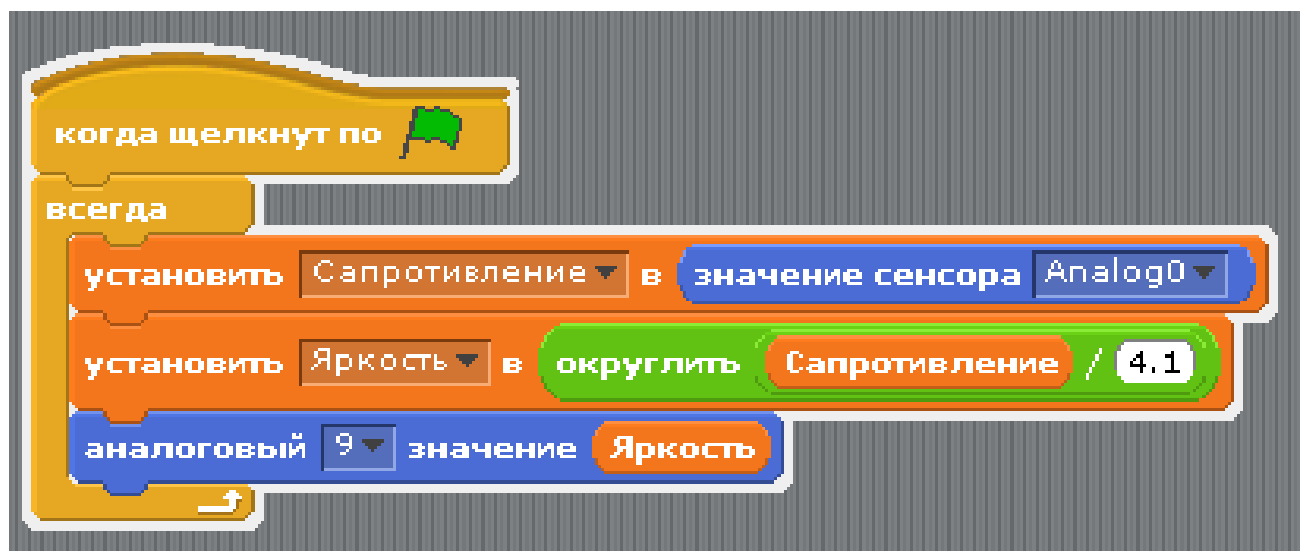 когда щелкнут по
всегда
установить Сапротивление в значение сенсора Analog0
установить Яркость в округлить Сапротивление / 4.1
аналоговый 9 значение Яркость